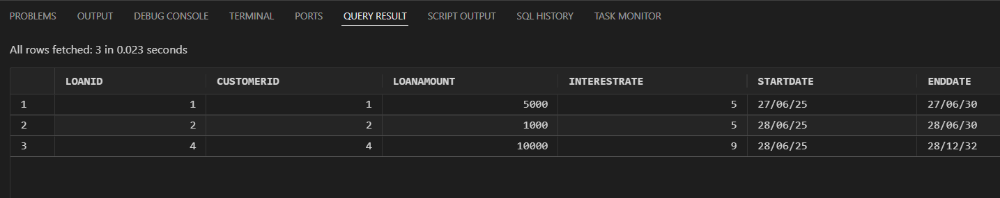 PROBLEMS OUTPUT DEBUG CONSOLE TERMINAL PORTS QUERY RESULT SCRIPT OUTPUT SQL HISTORY TASK MONITOR
All rows fetched: 3 in 0.023 seconds
LOANID CUSTOMERID LOANAMOUNT INTERESTRATE STARTDATE ENDDATE
1 1 1 5000 5 27/06/25 27/06/30
2 2 2 1000 5 28/06/25 28/06/30
3 4 4 10000 9 28/06/25 28/12/32